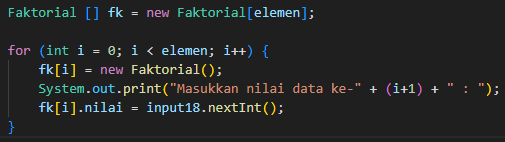 Faktorial [] fk = new Faktorial[elemen];
for (int i = 0; i < elemen; i++) {
fk[i] = new Faktorial();
System.out.print("Masukkan nilai data ke-" + (i+1) + " : ");
fk[i].nilai = input18.nextInt();
}